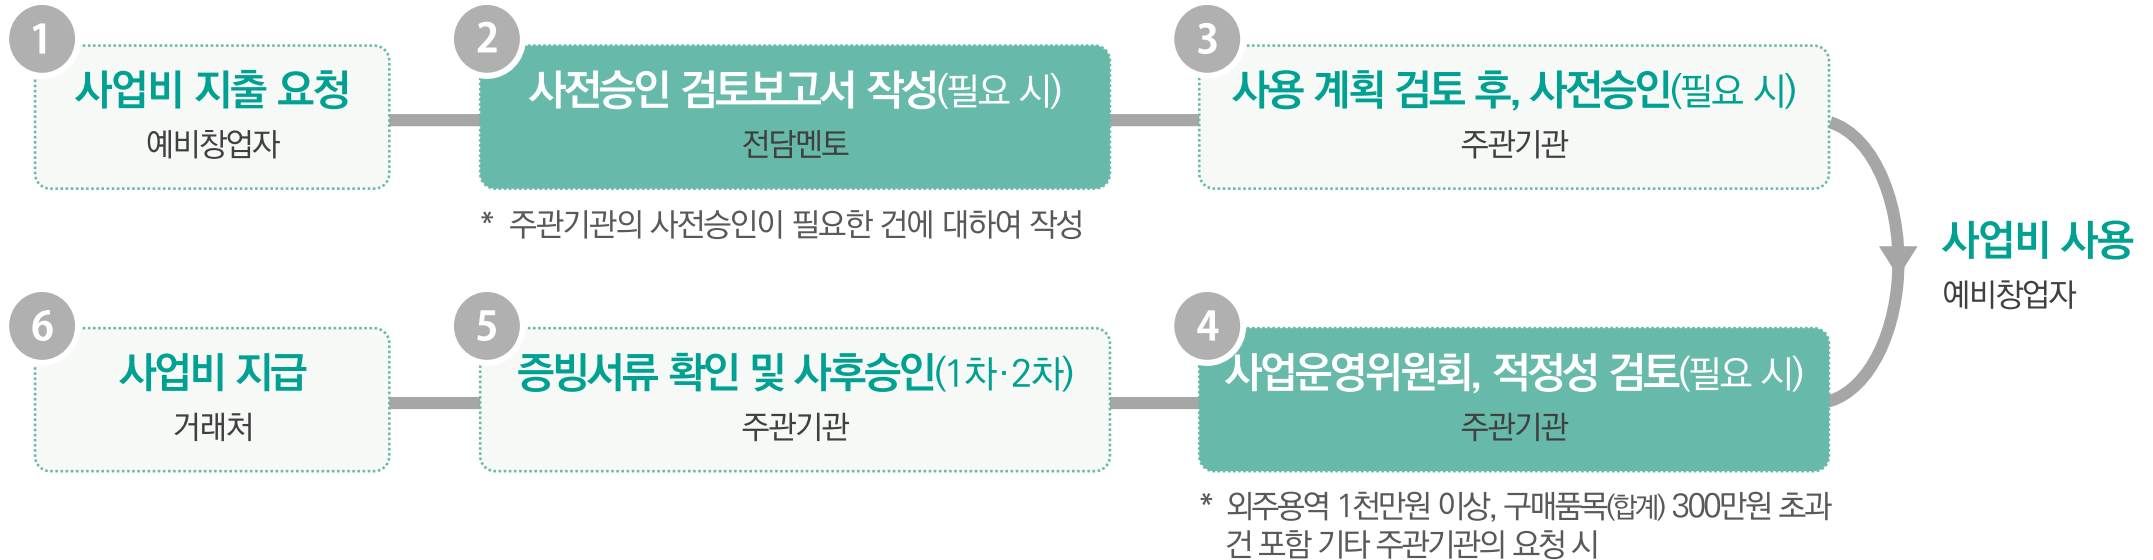 1
사업비 지출 요청
예비창업자
2
사전승인 검토보고서 작성(필요 시)
전담멘토
* 주관기관의 사전승인이 필요한 건에 대하여 작성
3
사용 계획 검토 후, 사전승인(필요 시)
주관기관
사업비 사용
예비창업자
4
사업운영위원회, 적정성 검토(필요 시)
주관기관
* 외주용역 1천만원 이상, 구매품목(합계) 300만원 초과
건 포함 기타 주관기관의 요청 시
5
증빙서류 확인 및 사후승인(1차·2차)
주관기관
6
사업비 지급
거래처